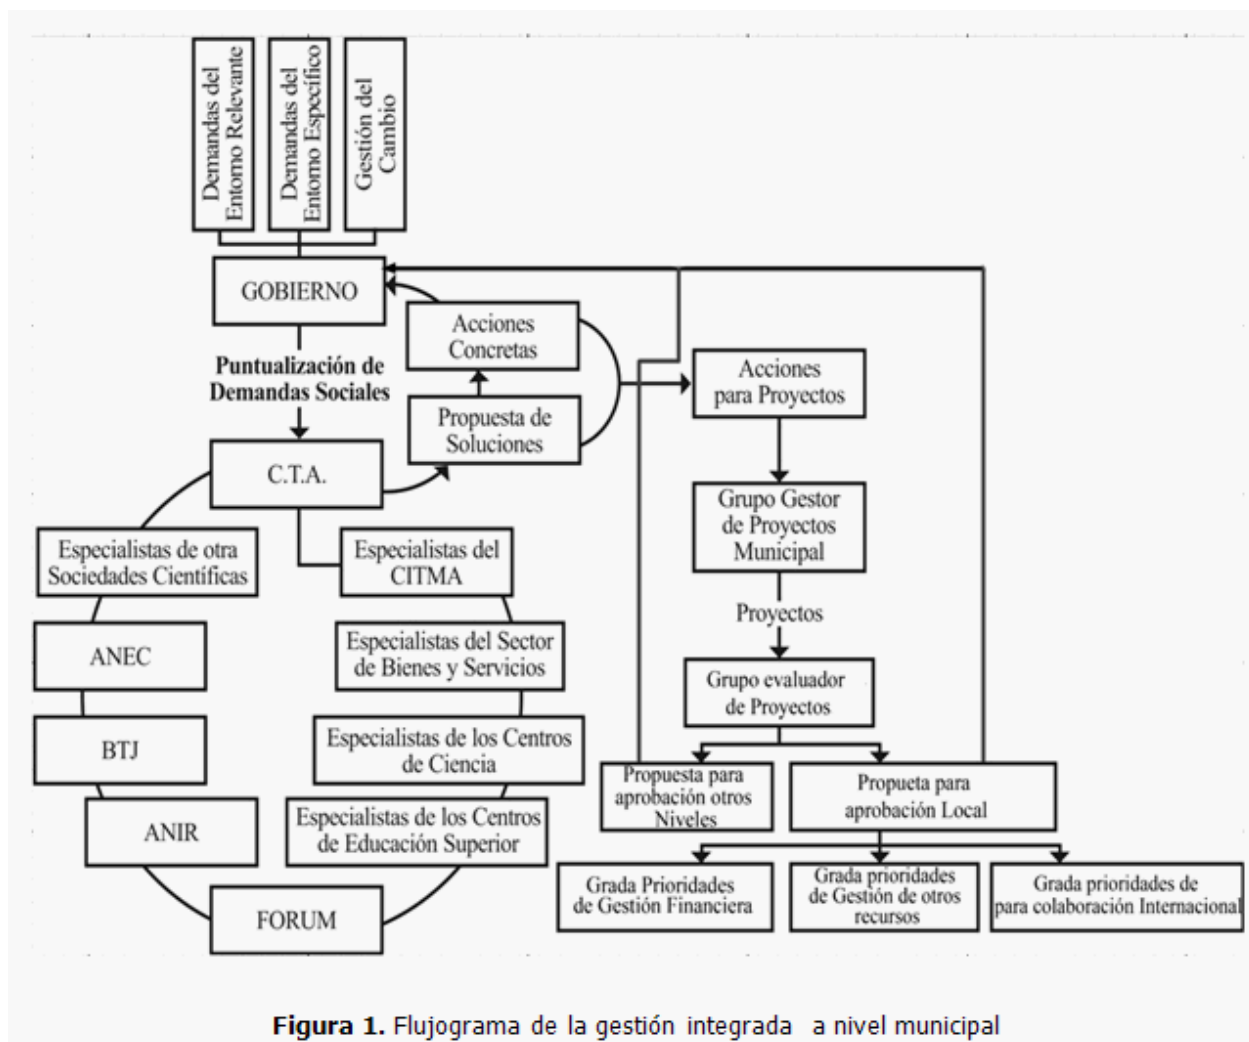 Demandas del
Entorno Relevante
Demandas del
Entorno Específico
Gestión del
Cambio
GOBIERNO
Puntualización de
Demandas Sociales
Acciones
Concretas
Propuesta de
Soluciones
C.T.A.
Especialistas de otra
Sociedades Científicas
ANEC
BTJ
ANIR
FORUM
Especialistas del
CITMA
Especialistas del Sector
de Bienes y Servicios
Especialistas de los Centros
de Ciencia
Especialistas de los Centros
de Educación Superior
Acciones
para Proyectos
Grupo Gestor
de Proyectos
Municipal
Proyectos
Grupo evaluador
de Proyectos
Propuesta para
aprobación otros
Niveles
Propueta para
aprobación Local
Grada Prioridades
de Gestión Financiera
Grada prioridades
de Gestión de otros
recursos
Grada prioridades de
para colaboración Internacional
Figura 1. Flujograma de la gestión integrada a nivel municipal